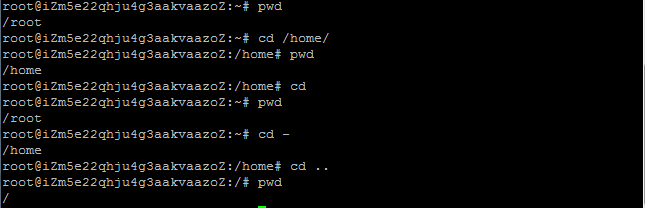 root@iZm5e22qhju4g3aakvaazoZ:~# pwd
/root
root@iZm5e22qhju4g3aakvaazoZ:~# cd /home/
root@iZm5e22qhju4g3aakvaazoZ:/home# pwd
/home
root@iZm5e22qhju4g3aakvaazoZ:/home# cd
root@iZm5e22qhju4g3aakvaazoZ:~# pwd
/root
root@iZm5e22qhju4g3aakvaazoZ:~# cd -
/home
root@iZm5e22qhju4g3aakvaazoZ:/home# cd ..
root@iZm5e22qhju4g3aakvaazoZ:/# pwd
/